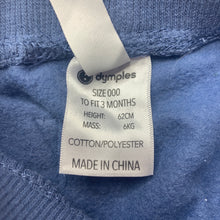 dymples
SIZE 000
TO FIT 3 MONTHS
HEIGHT: 62CM
MASS: 6KG
COTTON/POLYESTER
MADE IN CHINA